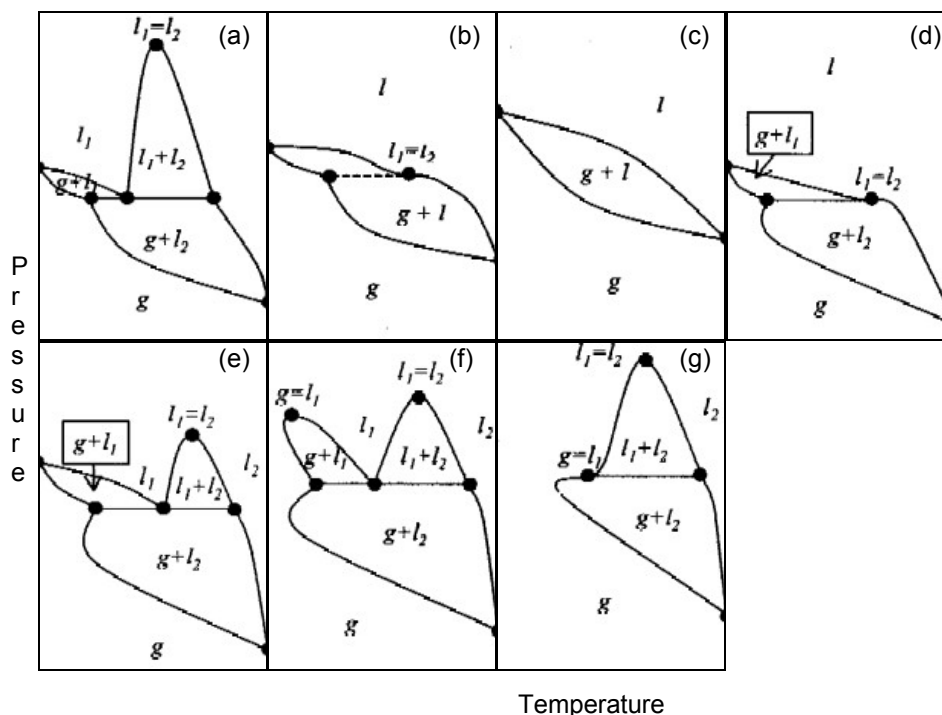 Pressure
(a)
l₁=l₂
l₁
l₁+l₂
g+l₁
g+l₂
g
(b)
l
l₁=l₂
g + l
g
(c)
l
g + l
g
(d)
l
g+l₁
l₁=l₂
g+l₂
g
(e)
l₁=l₂
g+l₁
l₁
l₁+l₂
l₂
g+l₂
g
(f)
l₁=l₂
g=l₁
l₁
l₂
g+l₁
l₁+l₂
g+l₂
g
(g)
l₁=l₂
l₂
g=l₁
l₁+l₂
g+l₂
g
Temperature